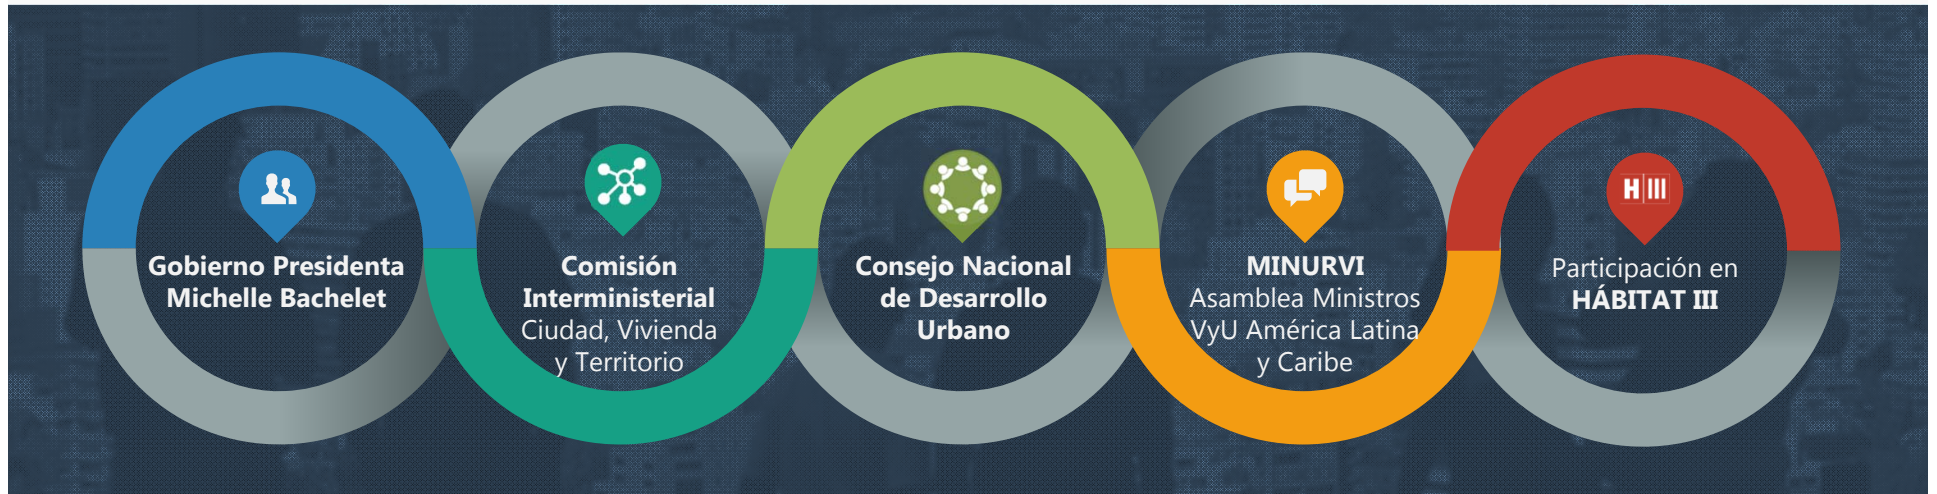 Gobierno Presidenta
Michelle Bachelet
Comisión
Interministerial
Ciudad, Vivienda
y Territorio
Consejo Nacional
de Desarrollo
Urbano
MINURVI
Asamblea Ministros
VyU América Latina
y Caribe
H III
Participación en
HÁBITAT III